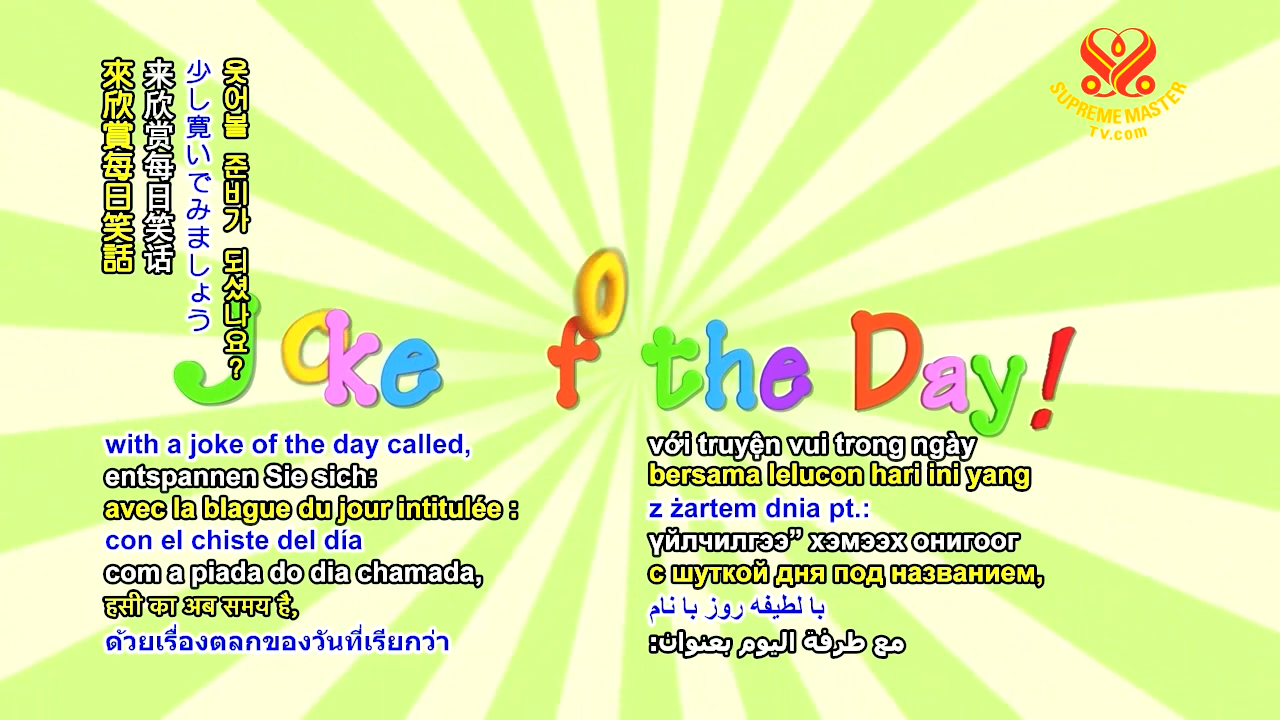 來欣賞每日笑話
来欣赏每日笑话
少し寛いでみましょう
웃어볼 준비가 되셨나요?
SUPREME MASTER
TV.com
Joke of the Day!
with a joke of the day called,
entspannen Sie sich:
avec la blague du jour intitulée :
con el chiste del día
com a piada do dia chamada,
हसी का अब समय है,
ด้วยเรื่องตลกของวันที่เรียกว่า
với truyện vui trong ngày
bersama lelucon hari ini yang
z żartem dnia pt.:
үйлчилгээ” хэмээх онигоог
с шуткой дня под названием,
با لطیفه روز با نام
مع طرفة اليوم بعنوان: